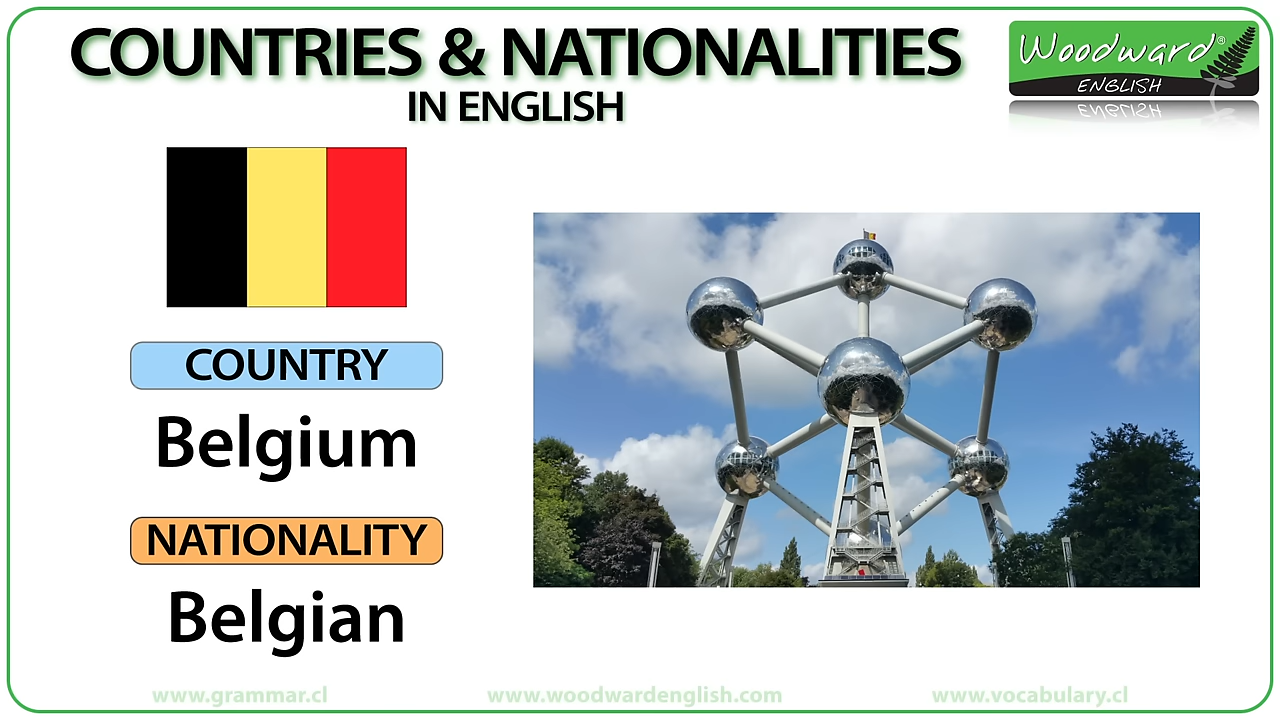 COUNTRIES & NATIONALITIES
IN ENGLISH
Woodward®
ENGLISH
COUNTRY
Belgium
NATIONALITY
Belgian
www.grammar.cl
www.woodwardenglish.com
www.vocabulary.cl